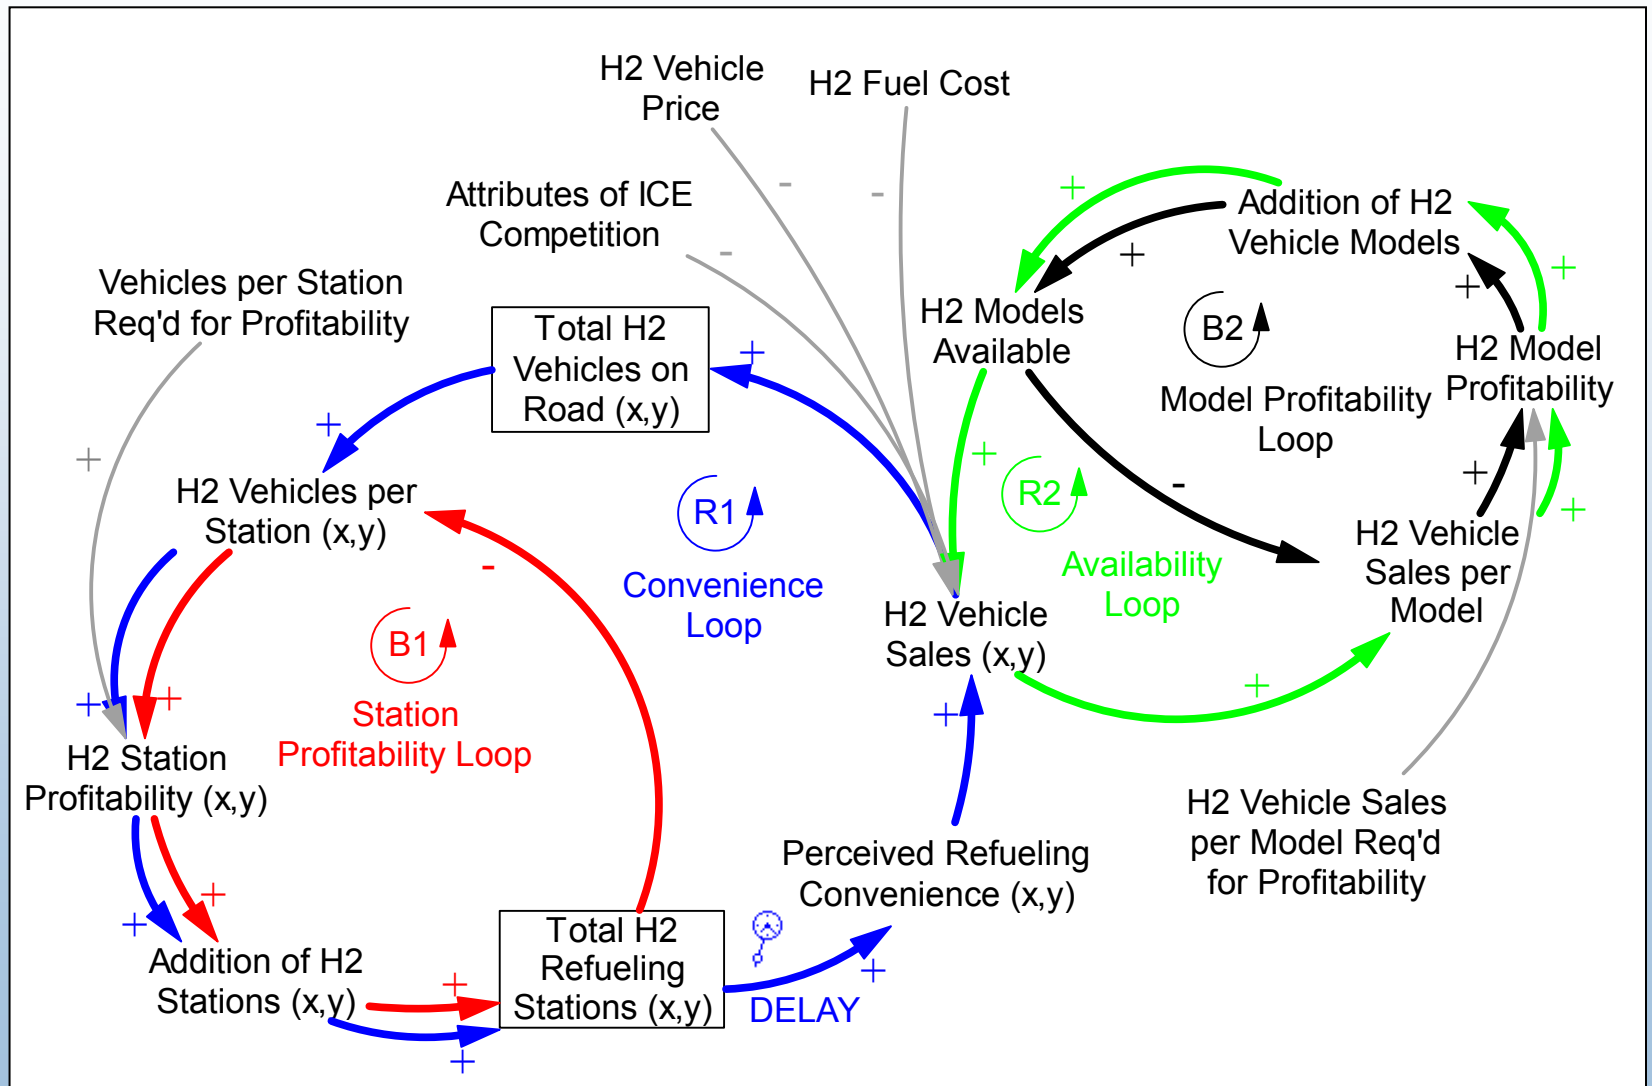 H2 Vehicle
Price
H2 Fuel Cost
-
-
Attributes of ICE
Competition
-
+
Addition of H2
Vehicle Models
+
+
+
Vehicles per Station
Req'd for Profitability
+
Total H2
Vehicles on
Road (x,y)
+
+
H2 Models
Available
B2
Model Profitability
Loop
H2 Model
Profitability
H2 Vehicles per
Station (x,y)
-
R1
Convenience
Loop
+
R2
Availability
Loop
-
+
+
H2 Vehicle
Sales per
Model
B1
Station
Profitability Loop
H2 Vehicle
Sales (x,y)
+
+
+
+
H2 Station
Profitability (x,y)
H2 Vehicle Sales
per Model Req'd
for Profitability
Perceived Refueling
Convenience (x,y)
+
+
Addition of H2
Stations (x,y)
+
+
Total H2
Refueling
Stations (x,y)
+
DELAY